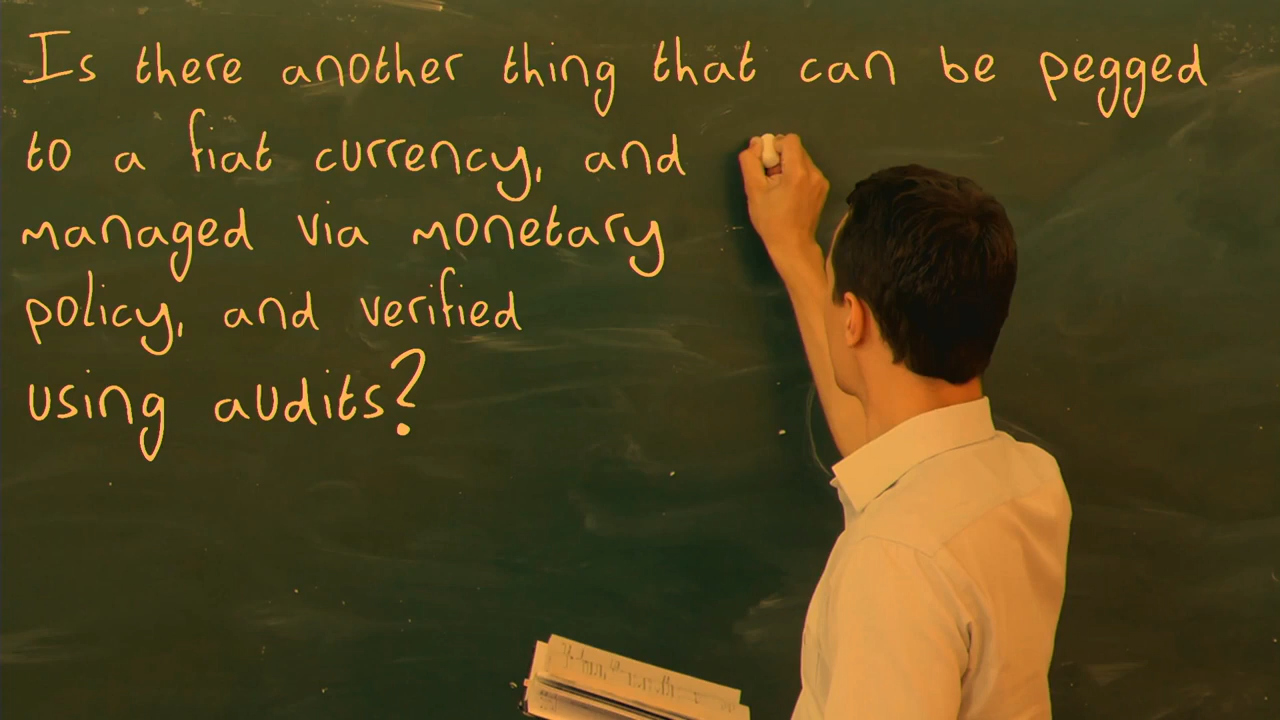 Is there another thing that can be pegged
to a fiat currency, and
managed via monetary
policy, and verified
using audits?